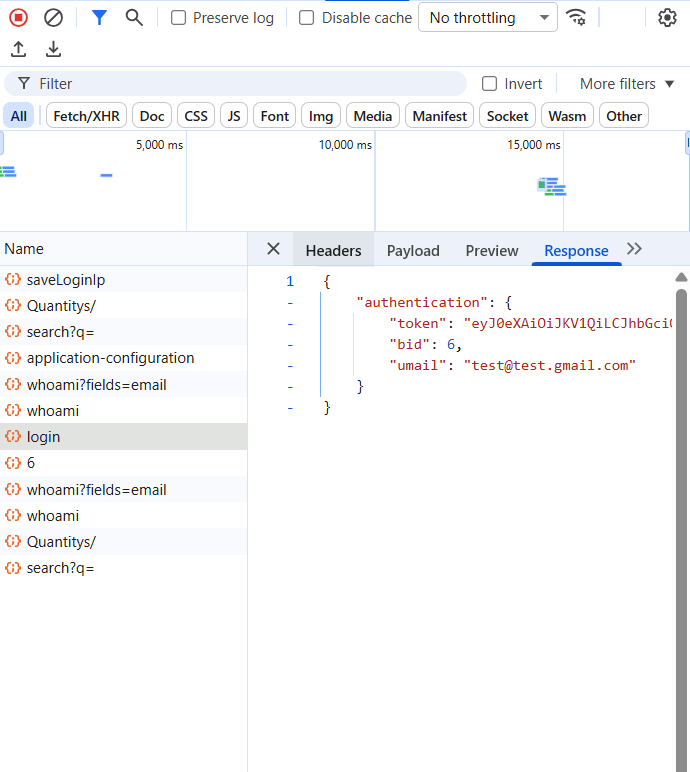 Preserve log Disable cache No throttling
Filter Invert More filters
All Fetch/XHR Doc CSS JS Font Img Media Manifest Socket Wasm Other
5,000 ms 10,000 ms 15,000 ms
Name Headers Payload Preview Response
saveLoginIp
Quantitys/
search?q=
application-configuration
whoami?fields=email
whoami
login
6
whoami?fields=email
whoami
Quantitys/
search?q=
1 {
- "authentication": {
- "token": "eyJ0eXAiOiJKV1QiLCJhbGci
- "bid": 6,
- "umail": "test@test.gmail.com"
- }
- }